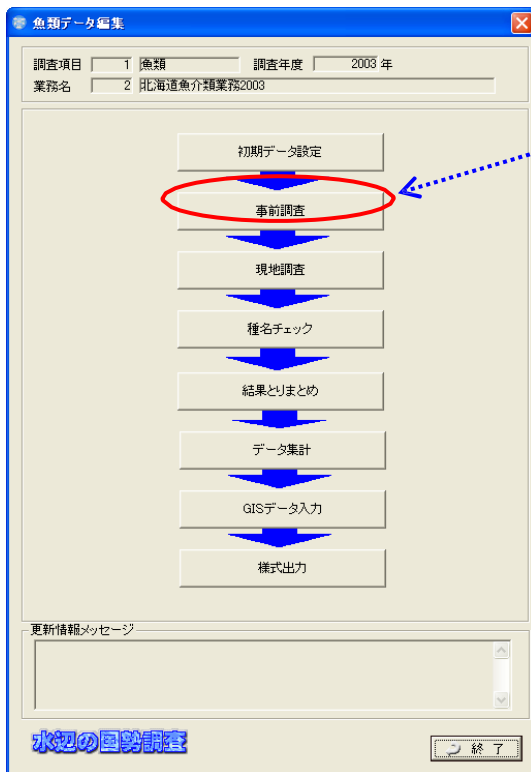 魚類データ編集
調査項目 1 魚類 調査年度 2003 年
業務名 2 北海道魚介類業務2003
初期データ設定
事前調査
現地調査
種名チェック
結果とりまとめ
データ集計
GISデータ入力
様式出力
更新情報メッセージ
水辺の国勢調査
終了